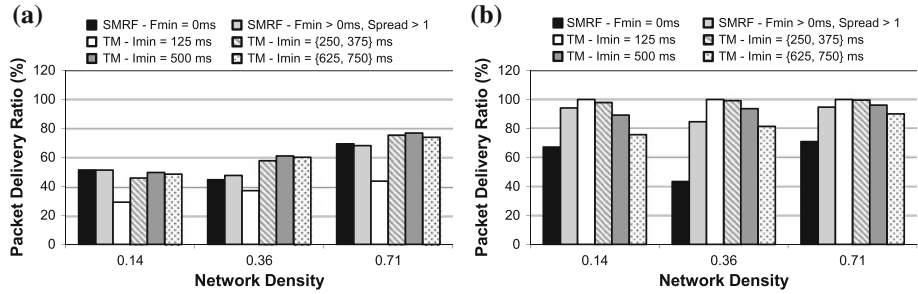 (a)
SMRF - Fmin = 0ms
SMRF - Fmin > 0ms, Spread > 1
TM - Imin = 125 ms
TM - Imin = {250, 375} ms
TM - Imin = 500 ms
TM - Imin = {625, 750} ms
Packet Delivery Ratio (%)
120
100
80
60
40
20
0
0.14
0.36
0.71
Network Density
(b)
SMRF - Fmin = 0ms
SMRF - Fmin > 0ms, Spread > 1
TM - Imin = 125 ms
TM - Imin = {250, 375} ms
TM - Imin = 500 ms
TM - Imin = {625, 750} ms
Packet Delivery Ratio (%)
120
100
80
60
40
20
0
0.14
0.36
0.71
Network Density